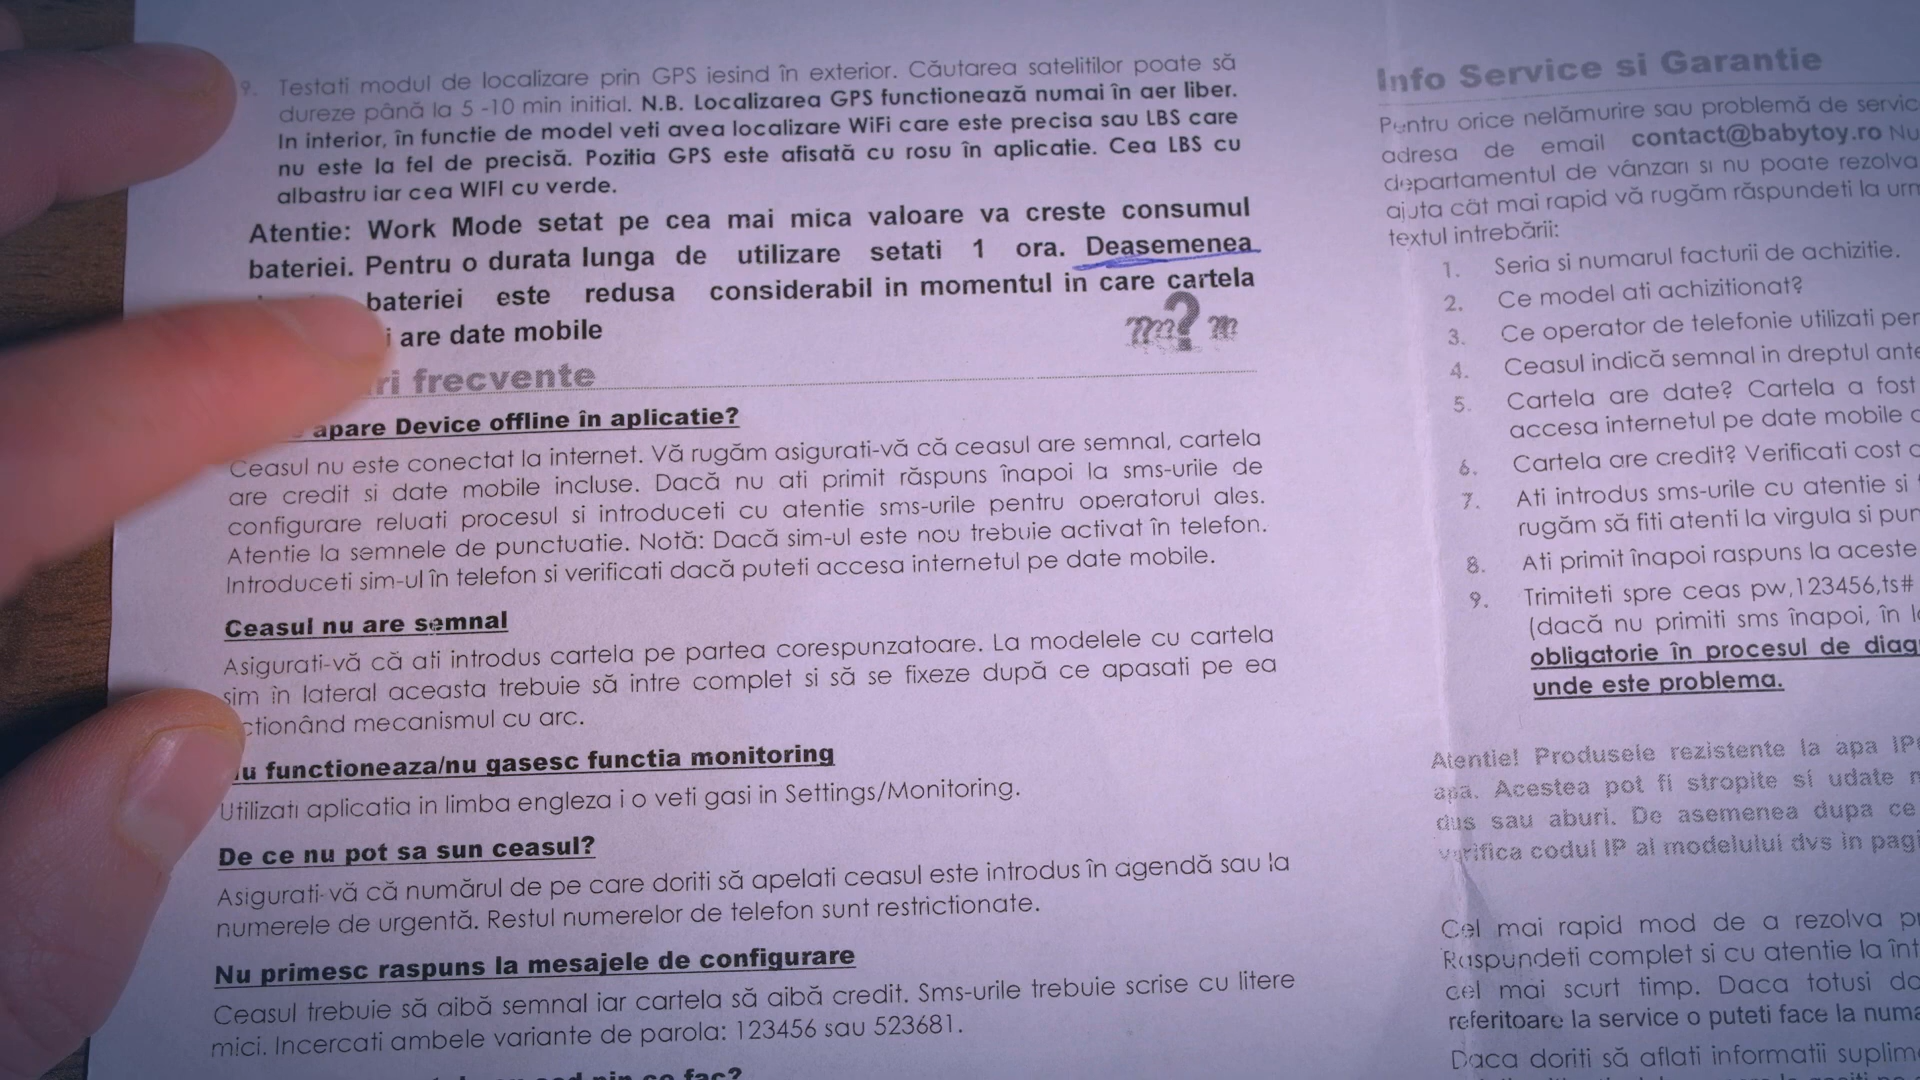 9. Testati modul de localizare prin GPS iesind în exterior. Căutarea satelitilor poate să
dureze până la 5 -10 min initial. N.B. Localizarea GPS functionează numai în aer liber.
In interior, în functie de model veti avea localizare WiFi care este precisa sau LBS care
nu este la fel de precisă. Pozitia GPS este afisată cu rosu în aplicatie. Cea LBS cu
albastru iar cea WIFI cu verde.
Atentie: Work Mode setat pe cea mai mica valoare va creste consumul
bateriei. Pentru o durata lunga de utilizare setati 1 ora. Deasemenea
bateriei este redusa considerabil in momentul in care cartela
are date mobile
ri frecvente
apare Device offline în aplicatie?
Ceasul nu este conectat la internet. Vă rugăm asigurati-vă că ceasul are semnal, cartela
are credit si date mobile incluse. Dacă nu ati primit răspuns înapoi la sms-urile de
configurare reluati procesul si introduceti cu atentie sms-urile pentru operatorul ales.
Atentie la semnele de punctuatie. Notă: Dacă sim-ul este nou trebuie activat în telefon.
Introduceti sim-ul în telefon si verificati dacă puteti accesa internetul pe date mobile.
Ceasul nu are semnal
Asigurati-vă că ati introdus cartela pe partea corespunzatoare. La modelele cu cartela
sim în lateral aceasta trebuie să intre complet si să se fixeze după ce apasati pe ea
ctionând mecanismul cu arc.
u functioneaza/nu gasesc functia monitoring
Utilizati aplicatia in limba engleza i o veti gasi in Settings/Monitoring.
De ce nu pot sa sun ceasul?
Asigurati-vă că numărul de pe care doriti să apelati ceasul este introdus în agendă sau la
numerele de urgentă. Restul numerelor de telefon sunt restrictionate.
Nu primesc raspuns la mesajele de configurare
Ceasul trebuie să aibă semnal iar cartela să aibă credit. Sms-urile trebuie scrise cu litere
mici. Incercati ambele variante de parola: 123456 sau 523681.
Info Service si Garantie
Pentru orice nelămurire sau problemă de servic
adresa de email contact@babytoy.ro Nu
departamentul de vânzari si nu poate rezolva
ajuta cât mai rapid vă rugăm răspundeti la urm
textul intrebării:
1. Seria si numarul facturii de achizitie.
2. Ce model ati achizitionat?
3. Ce operator de telefonie utilizati per
4. Ceasul indică semnal in dreptul ante
5. Cartela are date? Cartela a fost
accesa internetul pe date mobile
6. Cartela are credit? Verificati cost
7. Ati introdus sms-urile cu atentie si
rugăm să fiti atenti la virgula si pun
8. Ati primit înapoi raspuns la aceste
9. Trimiteti spre ceas pw,123456,ts#
(dacă nu primiti sms înapoi, în
obligatorie în procesul de diag
unde este problema.
Atentie! Produsele rezistente la apa IP
apa. Acestea pot fi stropite si udate
dus sau aburi. De asemenea dupa ce
verifica codul IP al modelului dvs in pagi
Cel mai rapid mod de a rezolva
Raspundeti complet si cu atentie la înt
cel mai scurt timp. Daca totusi
referitoare la service o puteti face la numa
Daca doriti să aflati informatii suplim